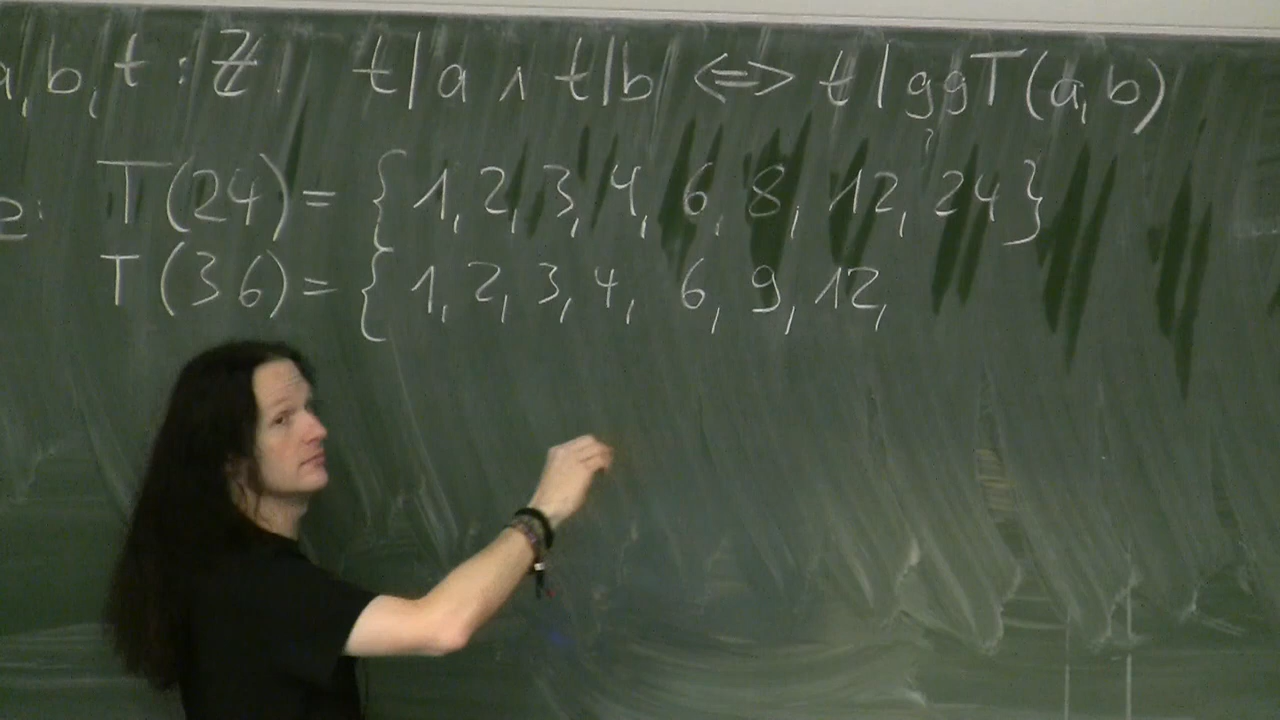 a,b,t : ℤ t|a ∧ t|b ⟺ t|ggT(a,b)
T(24) = { 1, 2, 3, 4, 6, 8, 12, 24 }
T(36) = { 1, 2, 3, 4, 6, 9, 12,